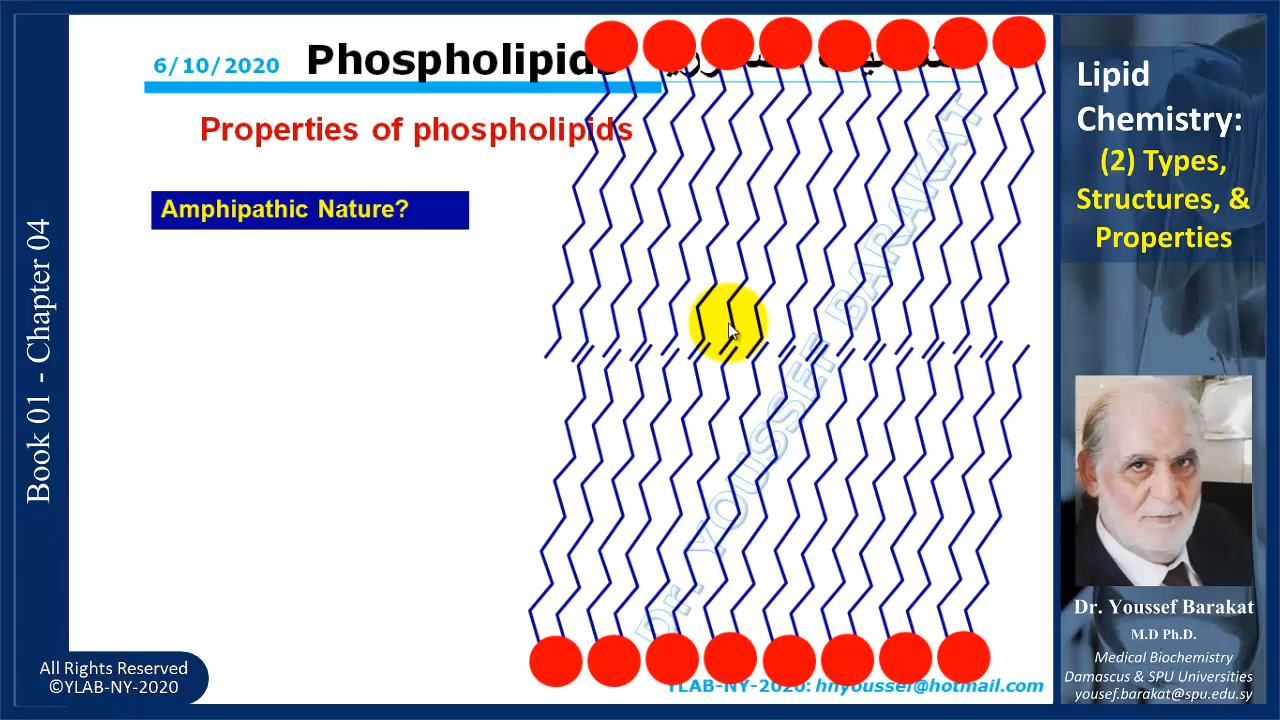 Book 01 - Chapter 04
6/10/2020 Phospholipids
Properties of phospholipids
Amphipathic Nature?
Dr. YOUSSEF BARAKAT
YLAB-NY-2020: hnyoussef@hotmail.com
All Rights Reserved
©YLAB-NY-2020
Lipid
Chemistry:
(2) Types,
Structures, &
Properties
Dr. Youssef Barakat
M.D Ph.D.
Medical Biochemistry
Damascus & SPU Universities
yousef.barakat@spu.edu.sy